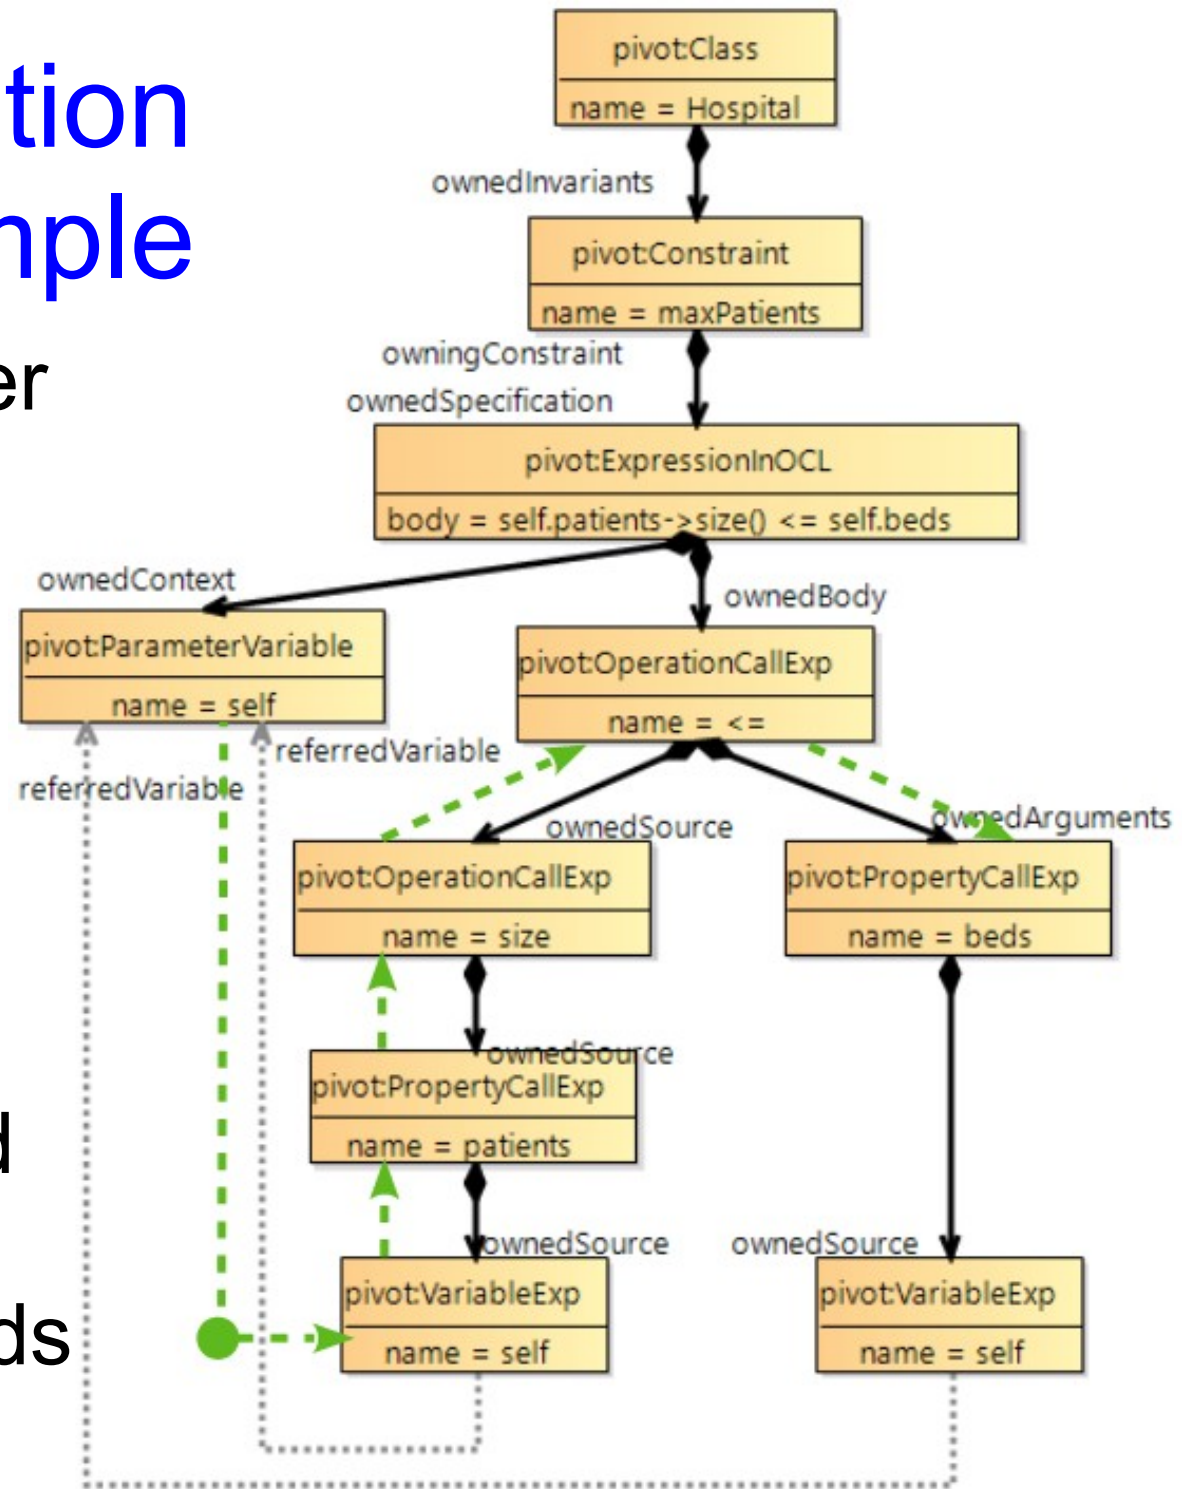 tion
nple
er
d
ds
pivot:Class
name = Hospital
ownedInvariants
pivot:Constraint
name = maxPatients
owningConstraint
ownedSpecification
pivot:ExpressionInOCL
body = self.patients->size() <= self.beds
ownedContext
ownedBody
pivot:ParameterVariable
name = self
pivot:OperationCallExp
name = <=
referredVariable
referredVariable
ownedSource
ownedArguments
pivot:OperationCallExp
name = size
pivot:PropertyCallExp
name = beds
ownedSource
pivot:PropertyCallExp
name = patients
ownedSource
ownedSource
pivot:VariableExp
name = self
pivot:VariableExp
name = self